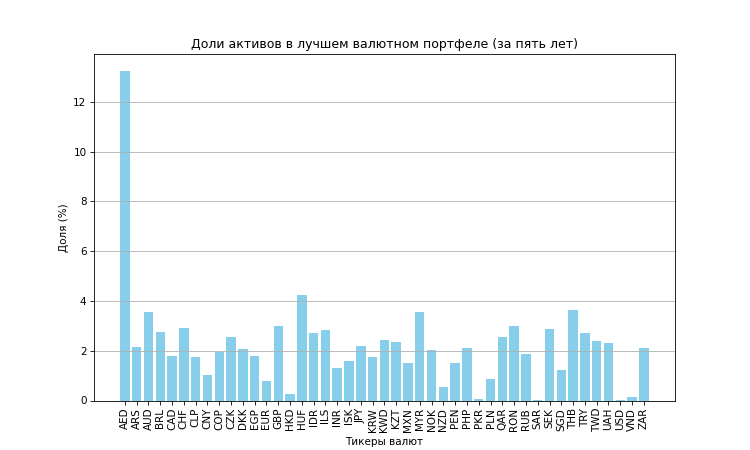 Доли активов в лучшем валютном портфеле (за пять лет)
Доля (%)
12
10
8
6
4
2
0
AED
ARS
AUD
BRL
CAD
CHF
CLP
CNY
COP
CZK
DKK
EGP
EUR
GBP
HKD
HUF
IDR
ILS
INR
ISK
JPY
KRW
KWD
KZT
MXN
MYR
NOK
NZD
PEN
PHP
PKR
PLN
QAR
RON
RUB
SAR
SEK
SGD
THB
TRY
TWD
UAH
USD
VND
ZAR
Тикеры валют